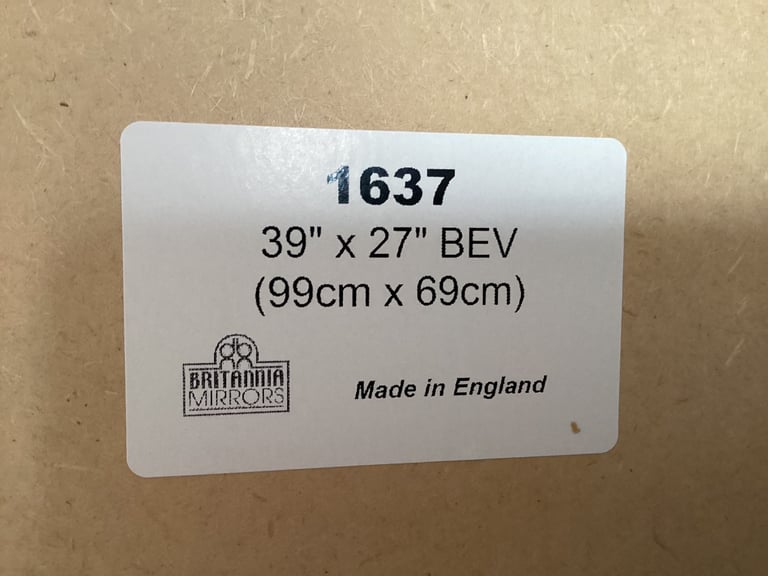 1637
39" x 27" BEV
(99cm x 69cm)
BRITANNIA
MIRRORS
Made in England